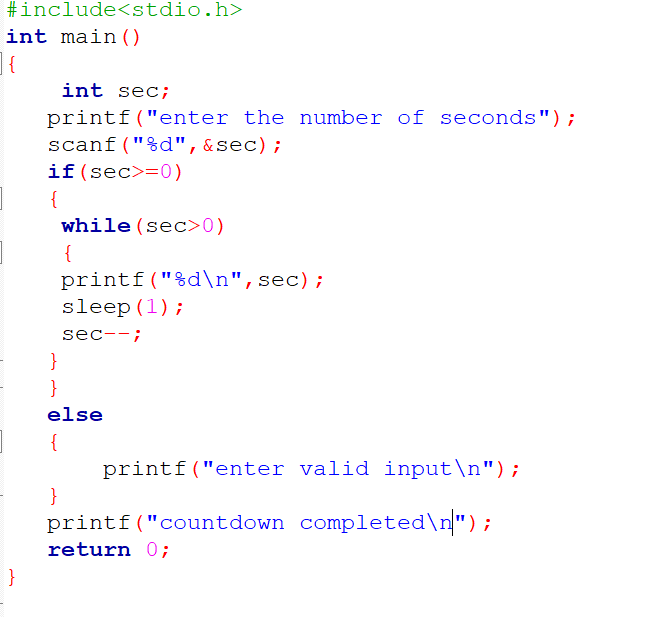 #include<stdio.h>
int main()
{
    int sec;
   printf("enter the number of seconds");
   scanf("%d",&sec);
   if(sec>=0)
   {
    while(sec>0)
    {
    printf("%d\n",sec);
    sleep(1);
    sec--;
   }
   }
   else
   {
       printf("enter valid input\n");
   }
   printf("countdown completed\n");
   return 0;
}